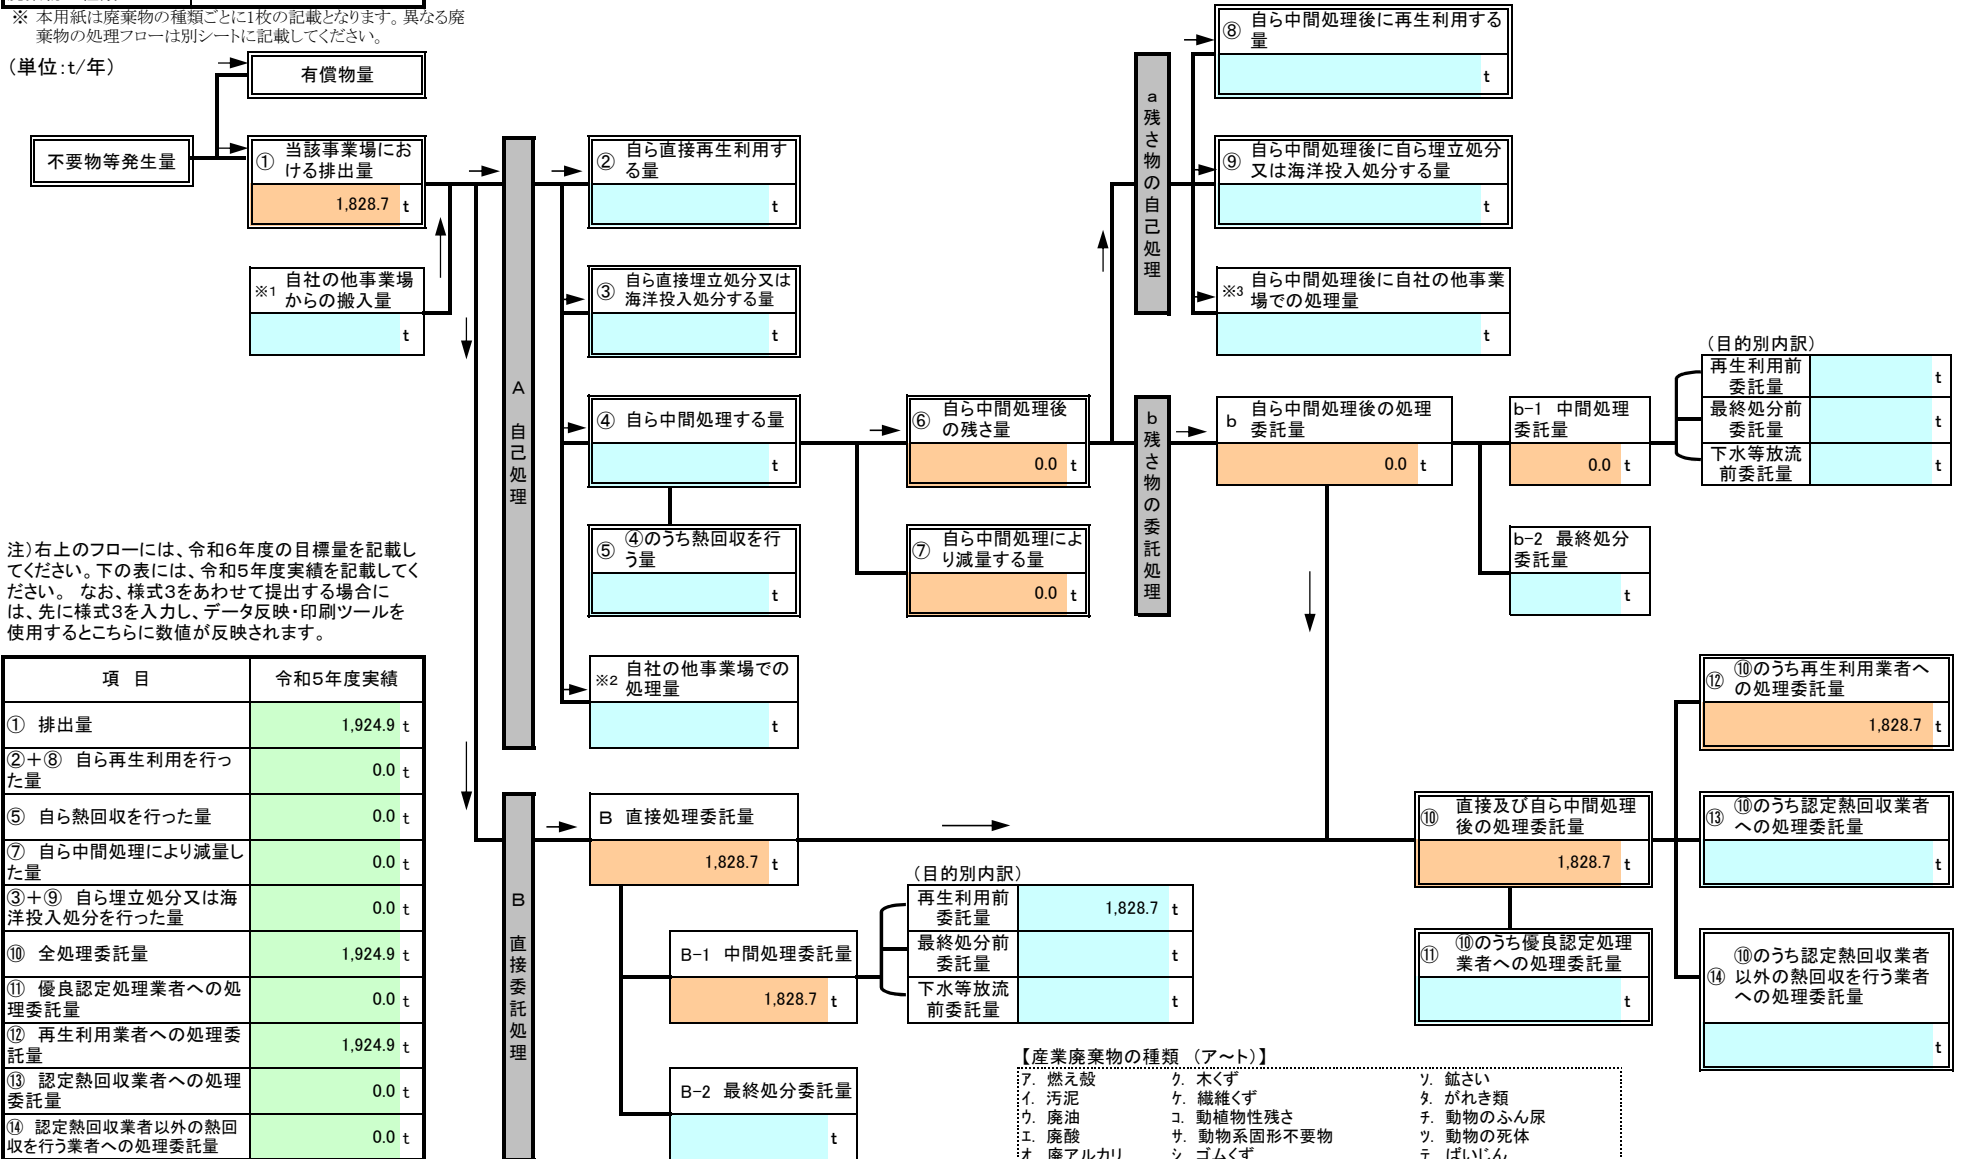 ※ 本用紙は廃棄物の種類ごとに1枚の記載となります。異なる廃
棄物の処理フローは別シートに記載してください。
(単位:t/年)
有償物量
不要物等発生量
① 当該事業場にお
ける排出量
1,828.7 t
※1 自社の他事業場
からの搬入量
t
A 自己処理
② 自ら直接再生利用す
る量
t
③ 自ら直接埋立処分又は
海洋投入処分する量
t
④ 自ら中間処理する量
t
⑤ ④のうち熱回収を行
う量
t
※2 自社の他事業場での
処理量
t
⑥ 自ら中間処理後
の残さ量
0.0 t
⑦ 自ら中間処理によ
り減量する量
0.0 t
a 残さ物の自己処理
⑧ 自ら中間処理後に再生利用する
量
t
⑨ 自ら中間処理後に自ら埋立処分
又は海洋投入処分する量
t
※3 自ら中間処理後に自社の他事業
場での処理量
t
b 残さ物の委託処理
b 自ら中間処理後の処理
委託量
0.0 t
b-1 中間処理
委託量
0.0 t
(目的別内訳)
再生利用前
委託量
t
最終処分前
委託量
t
下水等放流
前委託量
t
b-2 最終処分
委託量
t
注)右上のフローには、令和6年度の目標量を記載し
てください。下の表には、令和5年度実績を記載してく
ださい。 なお、様式3をあわせて提出する場合に
は、先に様式3を入力し、データ反映・印刷ツールを
使用するとこちらに数値が反映されます。
項 目 令和5年度実績
① 排出量 1,924.9 t
②+⑧ 自ら再生利用を行っ
た量 0.0 t
⑤ 自ら熱回収を行った量 0.0 t
⑦ 自ら中間処理により減量し
た量 0.0 t
③+⑨ 自ら埋立処分又は海
洋投入処分を行った量 0.0 t
⑩ 全処理委託量 1,924.9 t
⑪ 優良認定処理業者への処
理委託量 0.0 t
⑫ 再生利用業者への処理委
託量 1,924.9 t
⑬ 認定熱回収業者への処理
委託量 0.0 t
⑭ 認定熱回収業者以外の熱回
収を行う業者への処理委託量 0.0 t
B 直接委託処理
B 直接処理委託量
1,828.7 t
B-1 中間処理委託量
1,828.7 t
B-2 最終処分委託量
t
(目的別内訳)
再生利用前
委託量
1,828.7 t
最終処分前
委託量
t
下水等放流
前委託量
t
⑩ 直接及び自ら中間処理
後の処理委託量
1,828.7 t
⑪ ⑩のうち優良認定処理
業者への処理委託量
t
⑫ ⑩のうち再生利用業者へ
の処理委託量
1,828.7 t
⑬ ⑩のうち認定熱回収業者
への処理委託量
t
⑭ ⑩のうち認定熱回収業者
以外の熱回収を行う業者
への処理委託量
t
【産業廃棄物の種類 (ア~ト)】
ア. 燃え殻 ク. 木くず ソ. 鉱さい
イ. 汚泥 ケ. 繊維くず タ. がれき類
ウ. 廃油 コ. 動植物性残さ チ. 動物のふん尿
エ. 廃酸 サ. 動物系固形不要物 ツ. 動物の死体
オ. 廃アルカリ シ. ゴムくず テ. ばいじん